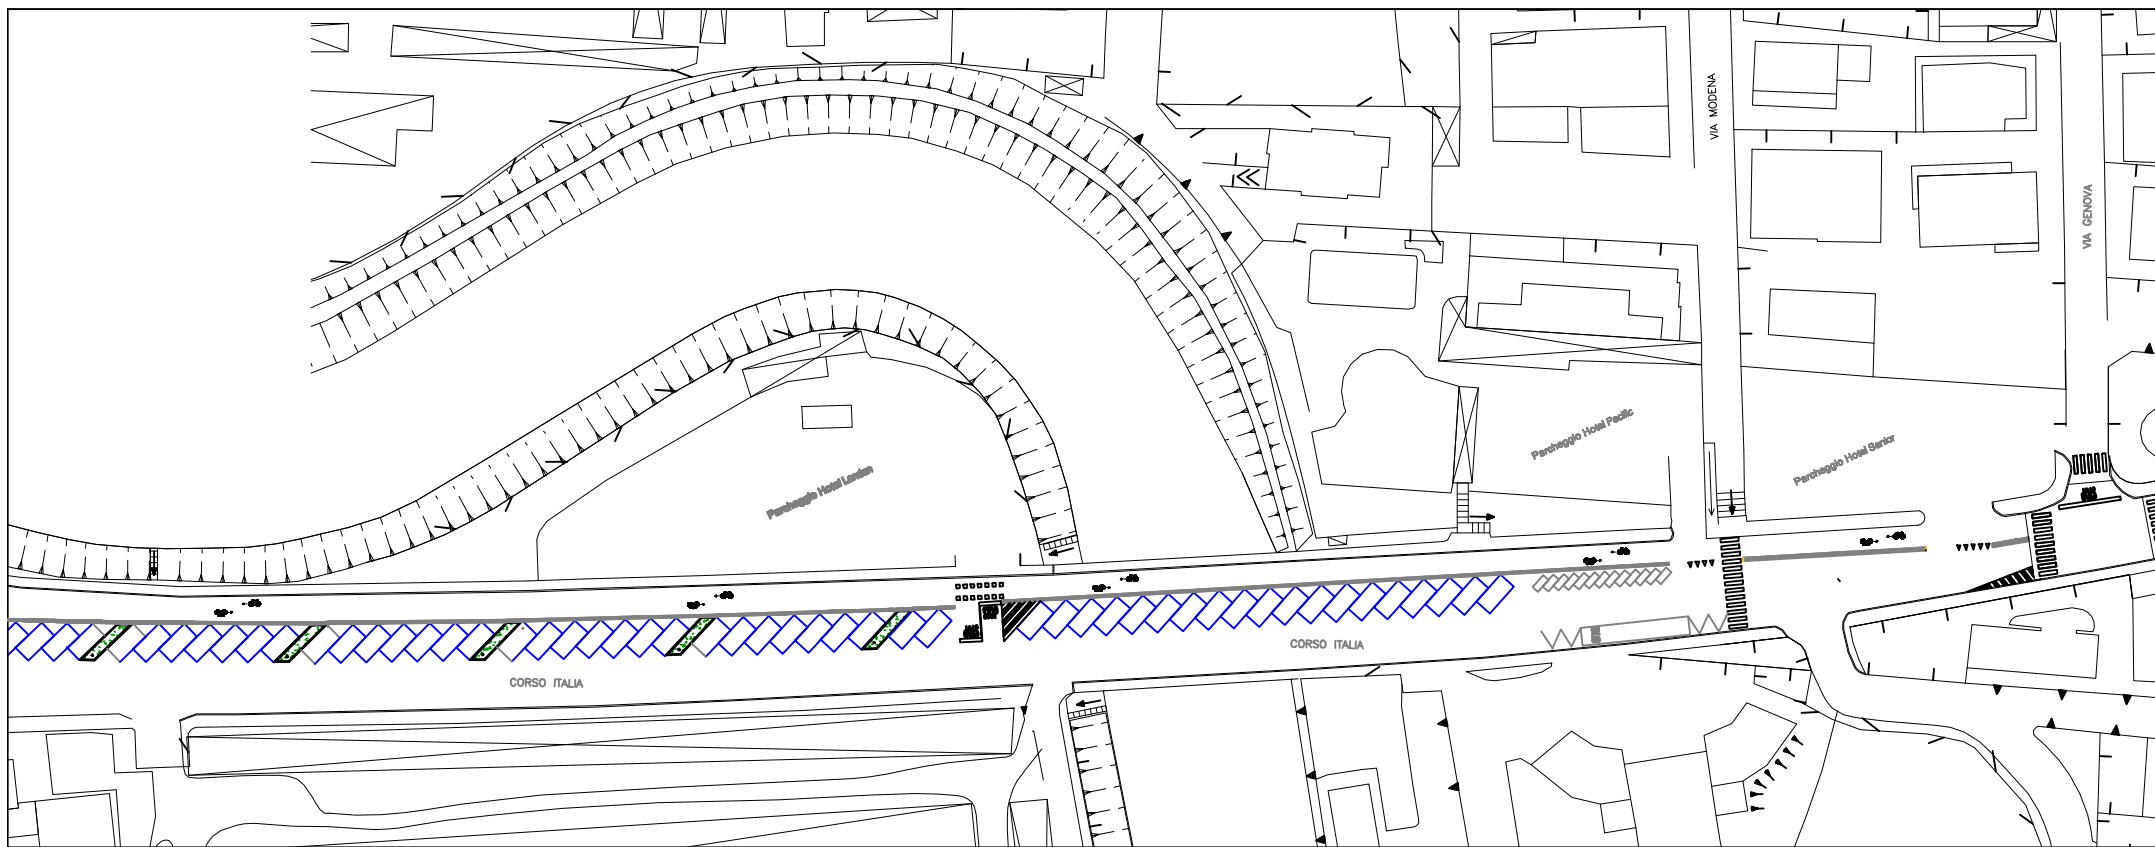 VIA MODENA
VIA GENOVA
Parcheggio Hotel Pacific
Parcheggio Hotel Senior
Parcheggio Hotel London
CORSO ITALIA
CORSO ITALIA